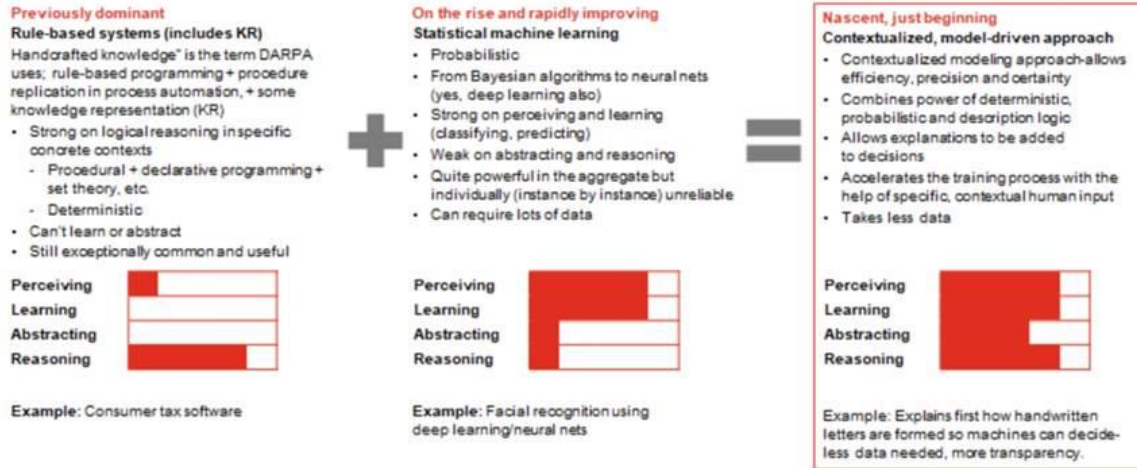 Previously dominant
Rule-based systems (includes KR)
Handcrafted knowledge" is the term DARPA
uses; rule-based programming + procedure
replication in process automation, + some
knowledge representation (KR)
• Strong on logical reasoning in specific
concrete contexts
- Procedural + declarative programming +
set theory, etc.
- Deterministic
• Can't learn or abstract
• Still exceptionally common and useful
Perceiving
Learning
Abstracting
Reasoning
Example: Consumer tax software
On the rise and rapidly improving
Statistical machine learning
• Probabilistic
• From Bayesian algorithms to neural nets
(yes, deep learning also)
• Strong on perceiving and learning
(classifying, predicting)
• Weak on abstracting and reasoning
• Quite powerful in the aggregate but
individually (instance by instance) unreliable
• Can require lots of data
Perceiving
Learning
Abstracting
Reasoning
Example: Facial recognition using
deep learning/neural nets
Nascent, just beginning
Contextualized, model-driven approach
• Contextualized modeling approach-allows
efficiency, precision and certainty
• Combines power of deterministic,
probabilistic and description logic
• Allows explanations to be added
to decisions
• Accelerates the training process with the
help of specific, contextual human input
• Takes less data
Perceiving
Learning
Abstracting
Reasoning
Example: Explains first how handwritten
letters are formed so machines can decide-
less data needed, more transparency.